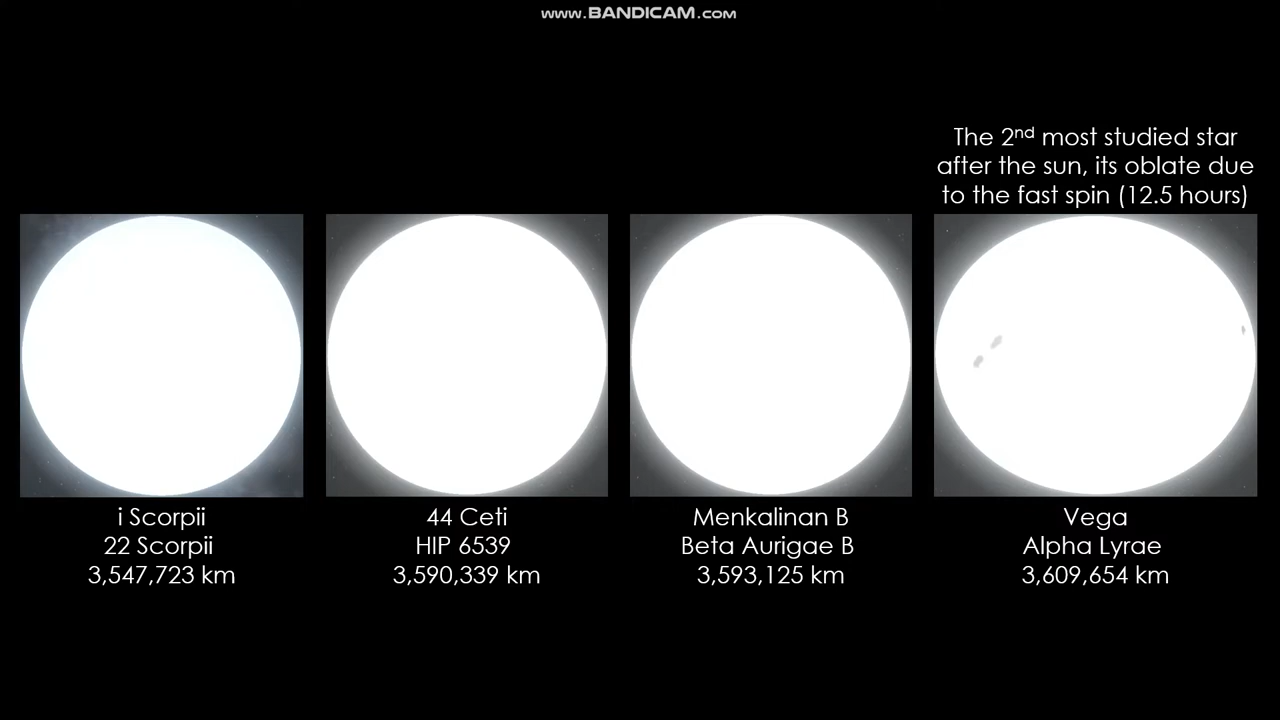 www.BANDICAM.com
The 2nd most studied star
after the sun, its oblate due
to the fast spin (12.5 hours)
i Scorpii
22 Scorpii
3,547,723 km
44 Ceti
HIP 6539
3,590,339 km
Menkalinan B
Beta Aurigae B
3,593,125 km
Vega
Alpha Lyrae
3,609,654 km